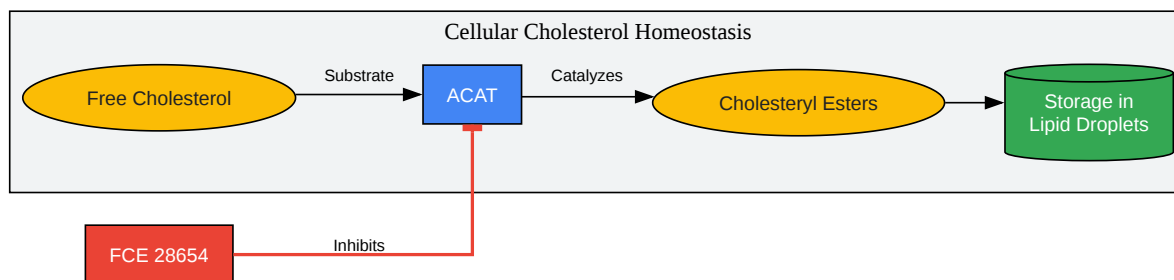 Cellular Cholesterol Homeostasis
Free Cholesterol
Substrate
ACAT
Catalyzes
Cholesteryl Esters
Storage in
Lipid Droplets
FCE 28654
Inhibits